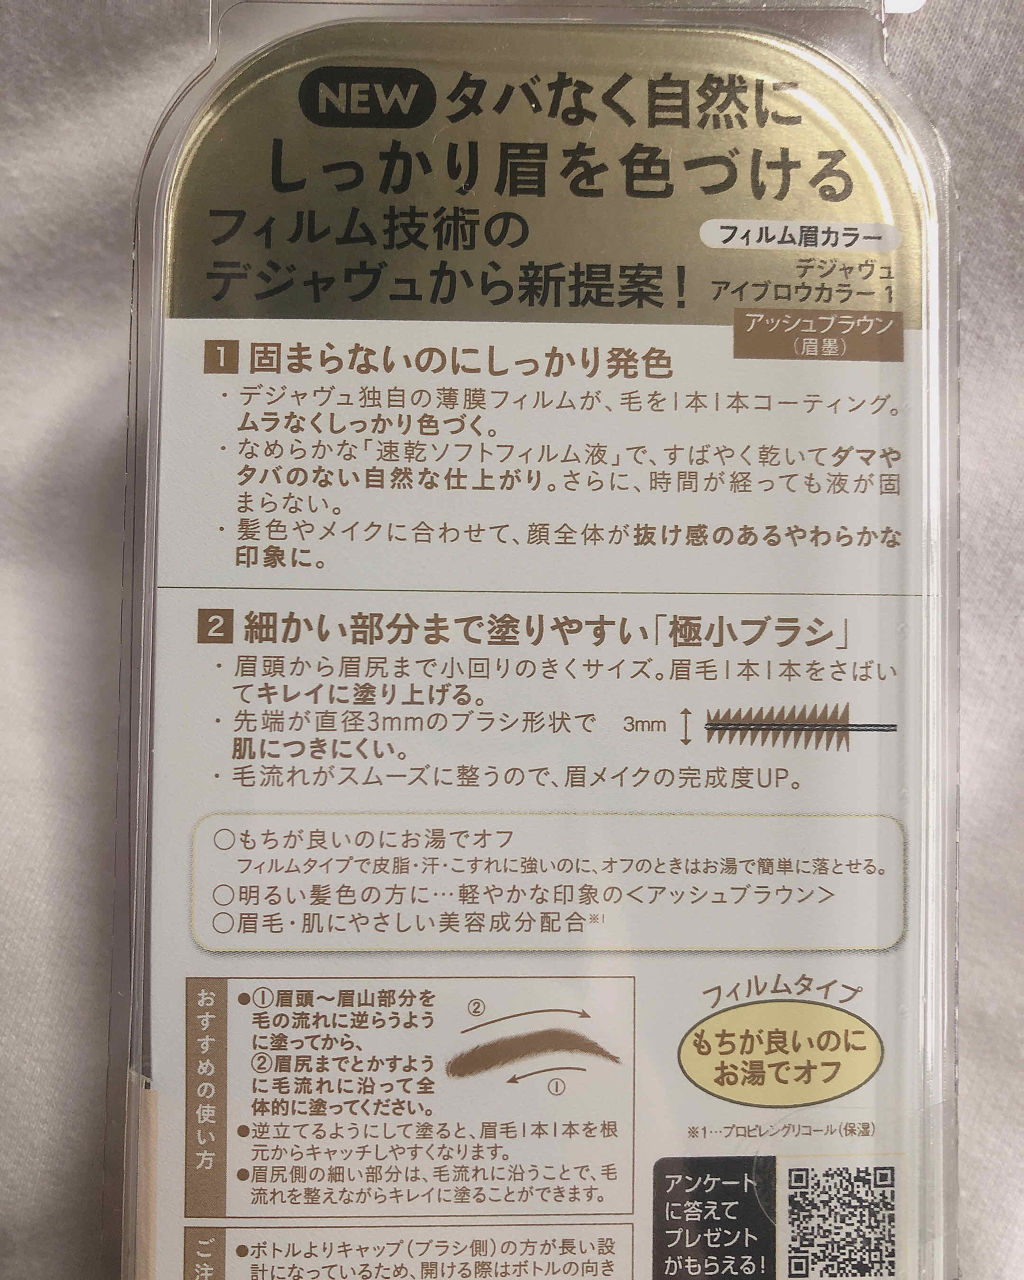 NEW タバなく自然に
しっかり眉を色づける
フィルム技術の
デジャヴュから新提案！
フィルム眉カラー
デジャヴュ
アイブロウカラー 1
アッシュブラウン
（眉墨）
1 固まらないのにしっかり発色
・デジャヴュ独自の薄膜フィルムが、毛を1本1本コーティング。
ムラなくしっかり色づく。
・なめらかな「速乾ソフトフィルム液」で、すばやく乾いてダマや
タバのない自然な仕上がり。さらに、時間が経っても液が固
まらない。
・髪色やメイクに合わせて、顔全体が抜け感のあるやわらかな
印象に。
2 細かい部分まで塗りやすい「極小ブラシ」
・眉頭から眉尻まで小回りのきくサイズ。眉毛1本1本をさばい
てキレイに塗り上げる。
・先端が直径3mmのブラシ形状で
肌につきにくい。
3mm
・毛流れがスムーズに整うので、眉メイクの完成度UP。
○もちが良いのにお湯でオフ
フィルムタイプで皮脂・汗・こすれに強いのに、オフのときはお湯で簡単に落とせる。
○明るい髪色の方に…軽やかな印象の<アッシュブラウン>
○眉毛・肌にやさしい美容成分配合※1
おすすめの使い方
●①眉頭～眉山部分を
毛の流れに逆らうよう
に塗ってから、
②眉尻までとかすよう
に毛流れに沿って全
体的に塗ってください。
②
①
●逆立てるようにして塗ると、眉毛1本1本を根
元からキャッチしやすくなります。
●眉尻側の細い部分は、毛流れに沿うことで、毛
流れを整えながらキレイに塗ることができます。
フィルムタイプ
もちが良いのに
お湯でオフ
※1…プロピレングリコール（保湿）
アンケート
に答えて
プレゼント
がもらえる！
ご注
●ボトルよりキャップ（ブラシ側）の方が長い設
計になっているため、開ける際はボトルの向き